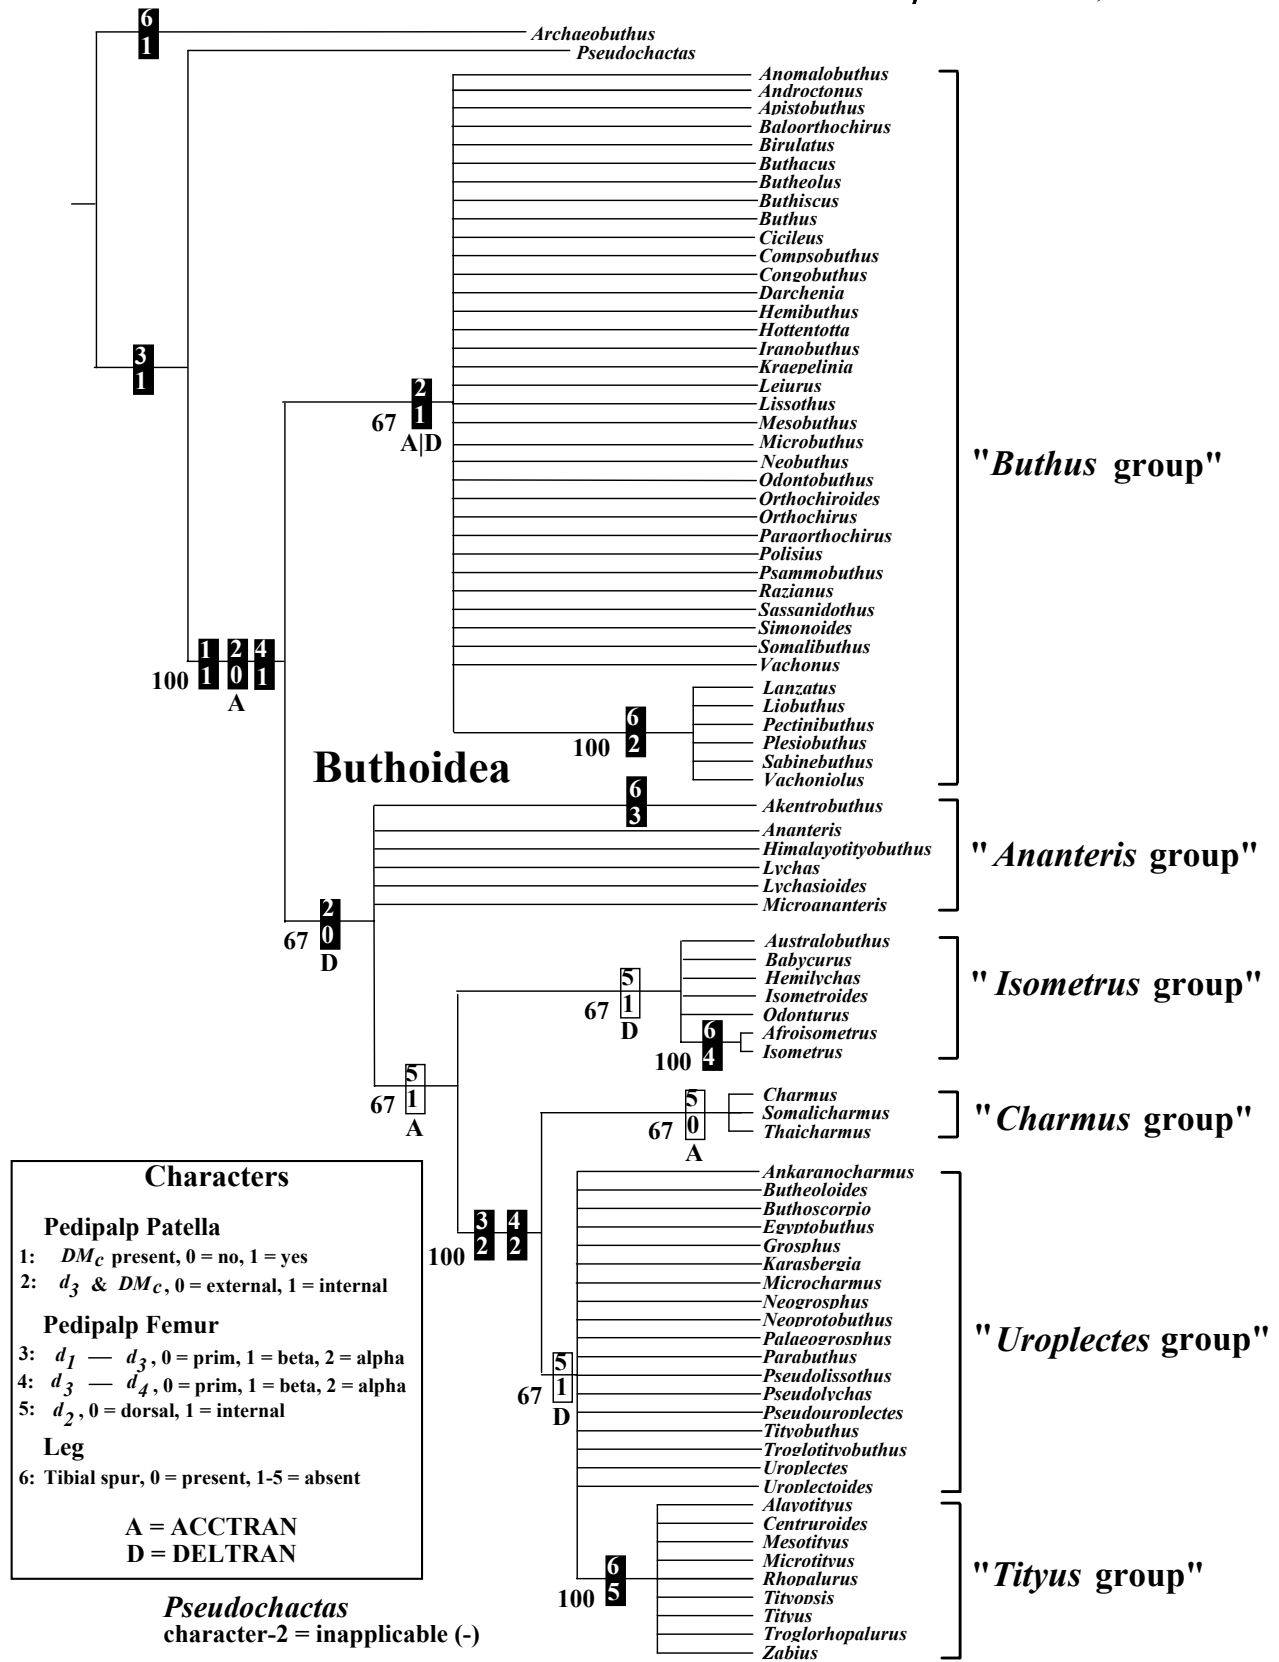 6
1
Archaeobuthus
Pseudochactas
Anomalobuthus
Androctonus
Apistobuthus
Baloorthochirus
Birulatus
Buthacus
Butheolus
Buthiscus
Buthus
Cicileus
Compsobuthus
Congobuthus
Darchenia
Hemibuthus
Hottentotta
Iranobuthus
Kraepelinia
Leiurus
Lissothus
Mesobuthus
Microbuthus
Neobuthus
Odontobuthus
Orthochiroides
Orthochirus
Paraorthochirus
Polisius
Psammobuthus
Razianus
Sassanidothus
Simonoides
Somalibuthus
Vachonus
Lanzatus
Liobuthus
Pectinibuthus
Plesiobuthus
Sabinebuthus
Vachoniolus
"Buthus group"
3
1
2
1
67
A|D
1 2 4
1 0 1
100
A
6
2
100
Buthoidea
6
3
Akentrobuthus
Ananteris
Himalayotityobuthus
Lychas
Lychasioides
Microananteris
"Ananteris group"
2
0
67
D
Australobuthus
Babycurus
Hemilychas
Isometroides
Odonturus
Afroisometrus
Isometrus
"Isometrus group"
5
1
67
D
6
4
100
5
1
67
A
Charmus
Somalicharmus
Thaicharmus
"Charmus group"
5
0
67
A
3 4
2 2
100
Ankaranocharmus
Butheoloides
Buthoscorpio
Egyptobuthus
Grosphus
Karasbergia
Microcharmus
Neogrosphus
Neoprotobuthus
Palaeogrosphus
Parabuthus
Pseudolissothus
Pseudolychas
Pseudouroplectes
Tityobuthus
Troglotityobuthus
Uroplectes
Uroplectoides
"Uroplectes group"
5
1
67
D
Alayotityus
Centruroides
Mesotityus
Microtityus
Rhopalurus
Tityopsis
Tityus
Troglorhopalurus
Zabius
"Tityus group"
6
5
100
Characters
Pedipalp Patella
1: DMc present, 0 = no, 1 = yes
2: d3 & DMc, 0 = external, 1 = internal
Pedipalp Femur
3: d1 — d3, 0 = prim, 1 = beta, 2 = alpha
4: d3 — d4, 0 = prim, 1 = beta, 2 = alpha
5: d2, 0 = dorsal, 1 = internal
Leg
6: Tibial spur, 0 = present, 1-5 = absent
A = ACCTRAN
D = DELTRAN
Pseudochactas
character-2 = inapplicable (-)